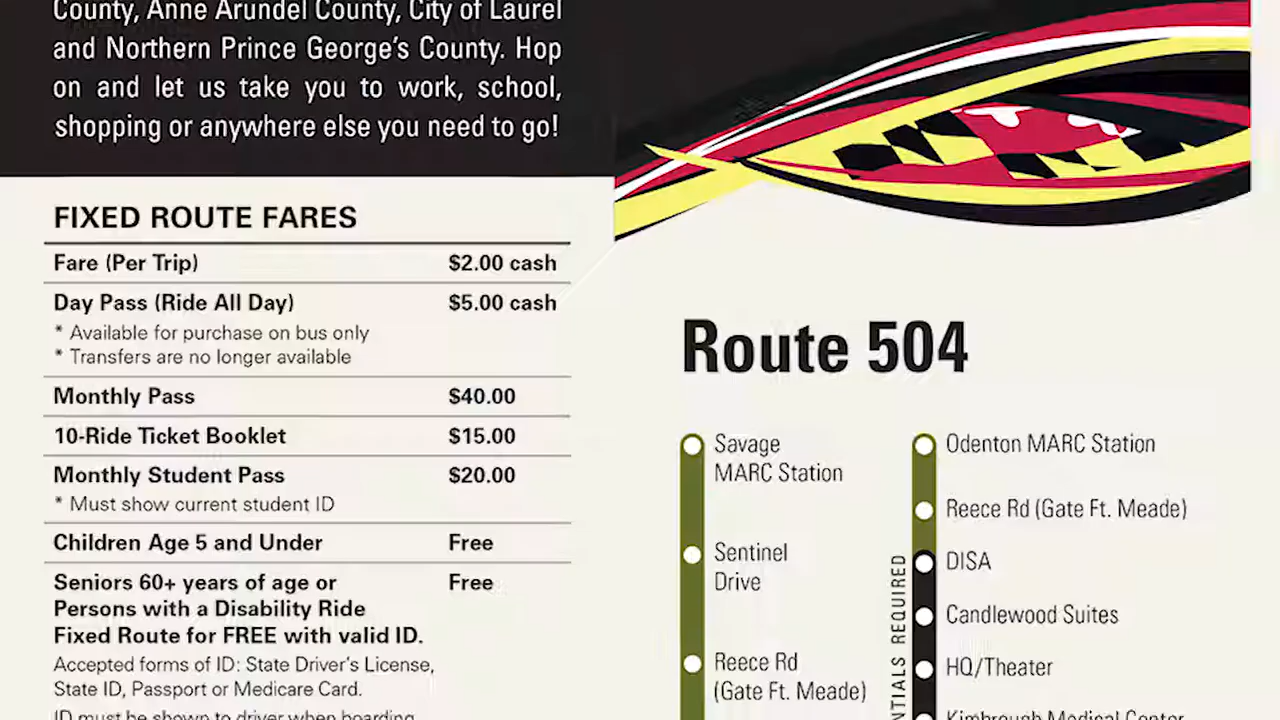 County, Anne Arundel County, City of Laurel
and Northern Prince George's County. Hop
on and let us take you to work, school,
shopping or anywhere else you need to go!
FIXED ROUTE FARES
Fare (Per Trip) $2.00 cash
Day Pass (Ride All Day) $5.00 cash
* Available for purchase on bus only
* Transfers are no longer available
Monthly Pass $40.00
10-Ride Ticket Booklet $15.00
Monthly Student Pass $20.00
* Must show current student ID
Children Age 5 and Under Free
Seniors 60+ years of age or Free
Persons with a Disability Ride
Fixed Route for FREE with valid ID.
Accepted forms of ID: State Driver's License,
State ID, Passport or Medicare Card.
ID must be shown to driver when boarding
Route 504
Savage
MARC Station
Sentinel
Drive
Reece Rd
(Gate Ft. Meade)
Odenton MARC Station
Reece Rd (Gate Ft. Meade)
DISA
Candlewood Suites
HQ/Theater
Kimbrough Medical Center
NTIALS REQUIRED